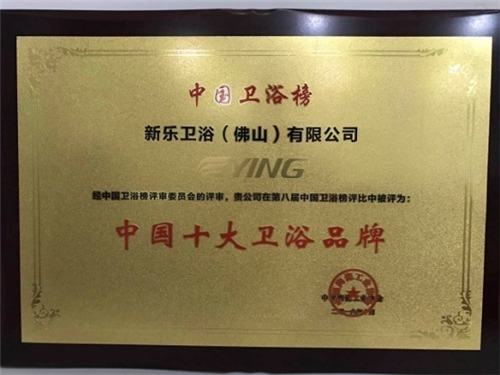 中国卫浴榜
新乐卫浴（佛山）有限公司
EYING
经中国卫浴榜评审委员会的评审，贵公司在第八届中国卫浴榜评比中被评为：
中国十大卫浴品牌